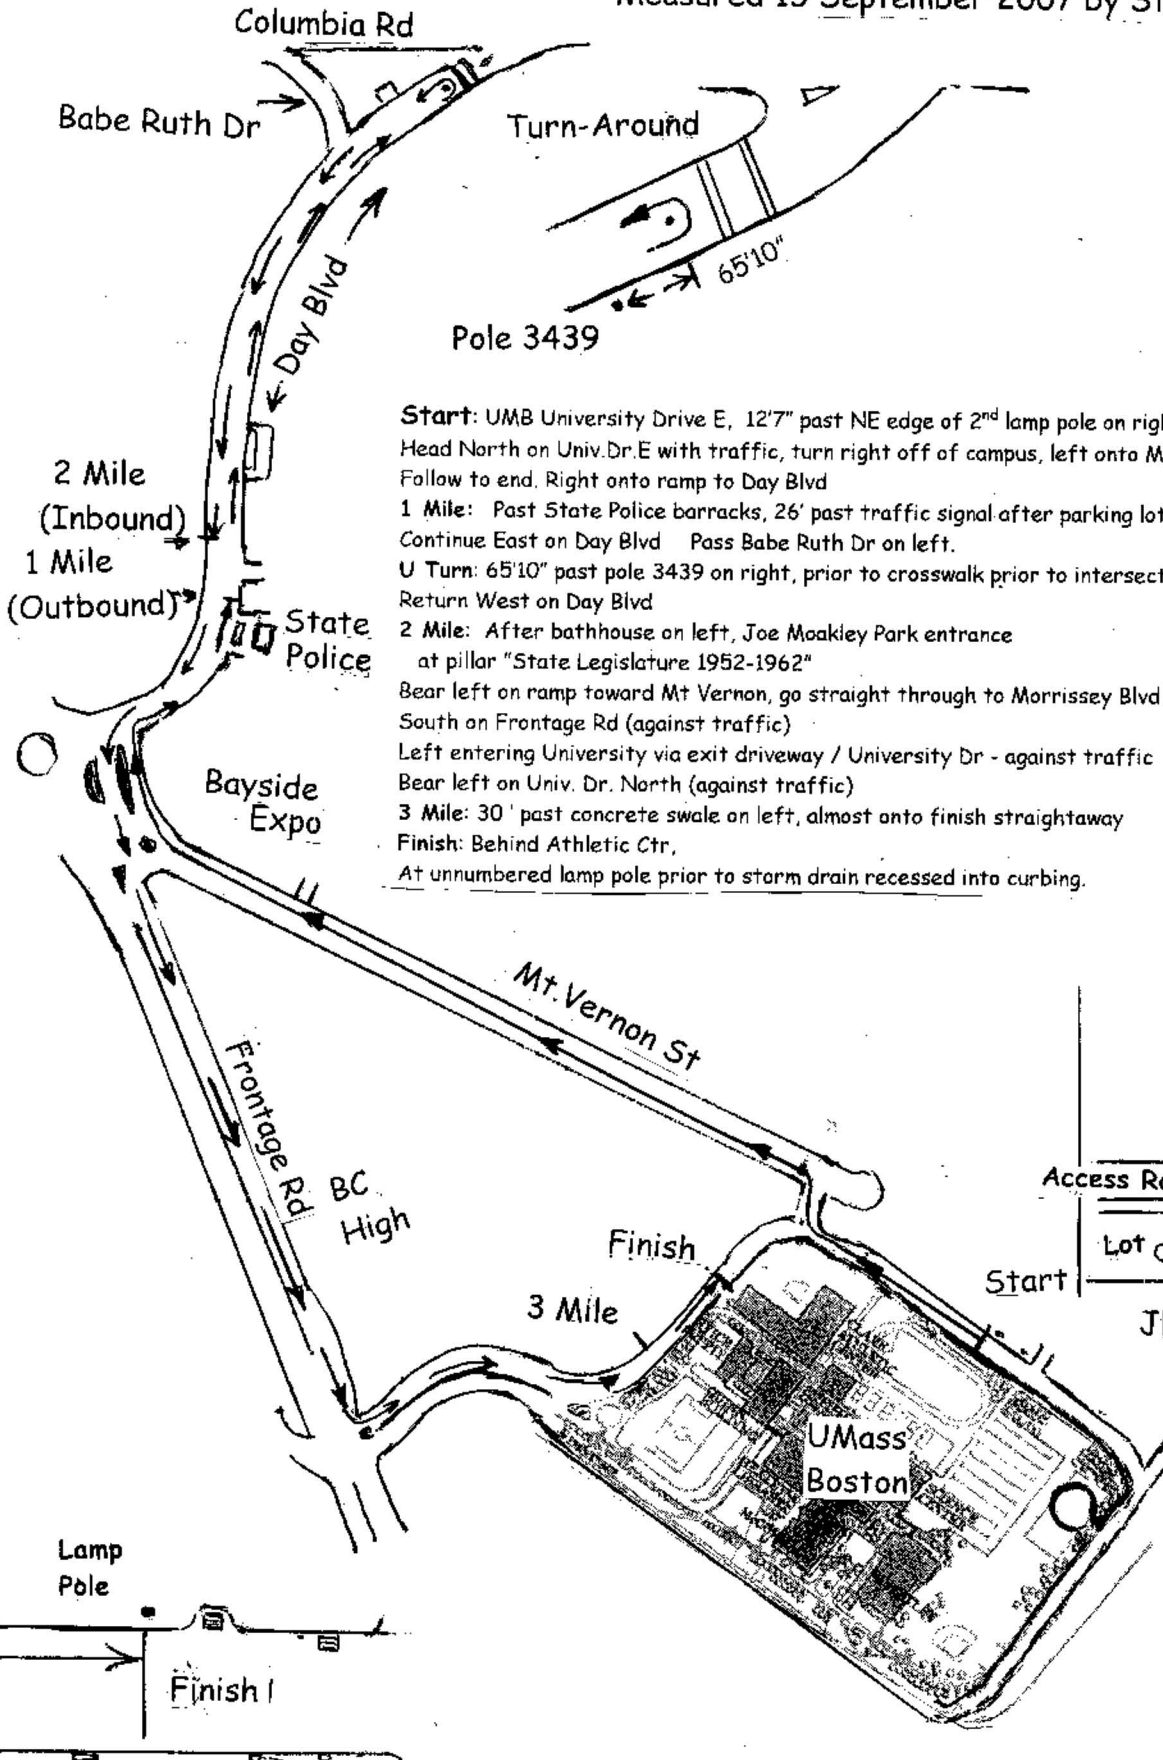 Measured 15 September 2007 by St
Columbia Rd
Babe Ruth Dr
Turn-Around
65'10"
Day Blvd
Pole 3439
Start: UMB University Drive E, 12'7" past NE edge of 2nd lamp pole on rig
Head North on Univ.Dr.E with traffic, turn right off of campus, left onto M
Follow to end. Right onto ramp to Day Blvd
1 Mile: Past State Police barracks, 26' past traffic signal after parking lot
Continue East on Day Blvd Pass Babe Ruth Dr on left.
U Turn: 65'10" past pole 3439 on right, prior to crosswalk prior to intersect
Return West on Day Blvd
2 Mile: After bathhouse on left, Joe Moakley Park entrance
at pillar "State Legislature 1952-1962"
Bear left on ramp toward Mt Vernon, go straight through to Morrissey Blvd
South on Frontage Rd (against traffic)
Left entering University via exit driveway / University Dr - against traffic
Bear left on Univ. Dr. North (against traffic)
3 Mile: 30 ' past concrete swale on left, almost onto finish straightaway
Finish: Behind Athletic Ctr,
At unnumbered lamp pole prior to storm drain recessed into curbing.
2 Mile
(Inbound)
1 Mile
(Outbound)
State
Police
Bayside
Expo
Mt.Vernon St
Frontage Rd
BC
High
Access R
Lot
Start
J
Finish
3 Mile
UMass
Boston
Lamp
Pole
Finish